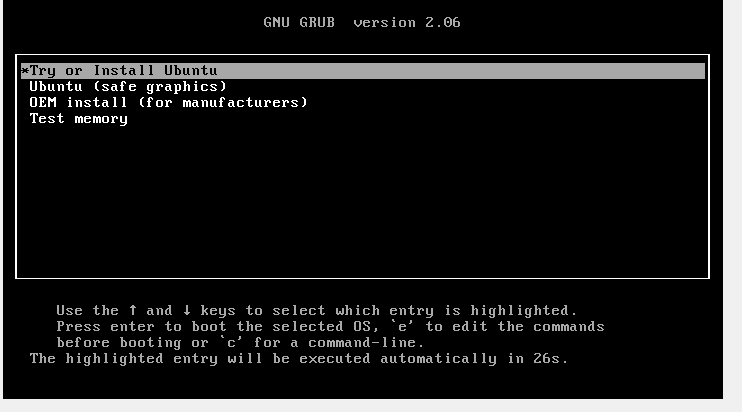 GNU GRUB  version 2.06
*Try or Install Ubuntu
Ubuntu (safe graphics)
OEM install (for manufacturers)
Test memory
Use the ↑ and ↓ keys to select which entry is highlighted.
Press enter to boot the selected OS, `e' to edit the commands
before booting or `c' for a command-line.
The highlighted entry will be executed automatically in 26s.